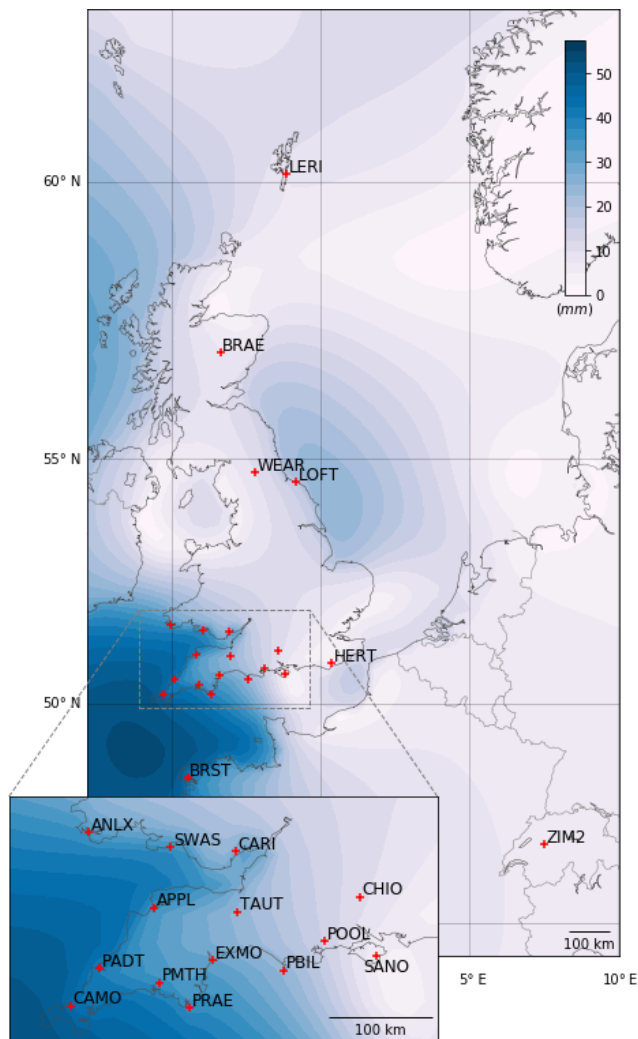 LERI
60° N
50
40
30
20
10
0
(mm)
BRAE
55° N
WEAR
LOFT
HERT
50° N
BRST
ANLX
SWAS
CARI
ZIM2
APPL
TAUT
CHIO
POOL
PADT
EXMO
PBIL
SANO
PMTH
CAMO
PRAE
100 km
100 km
5° E
10° E